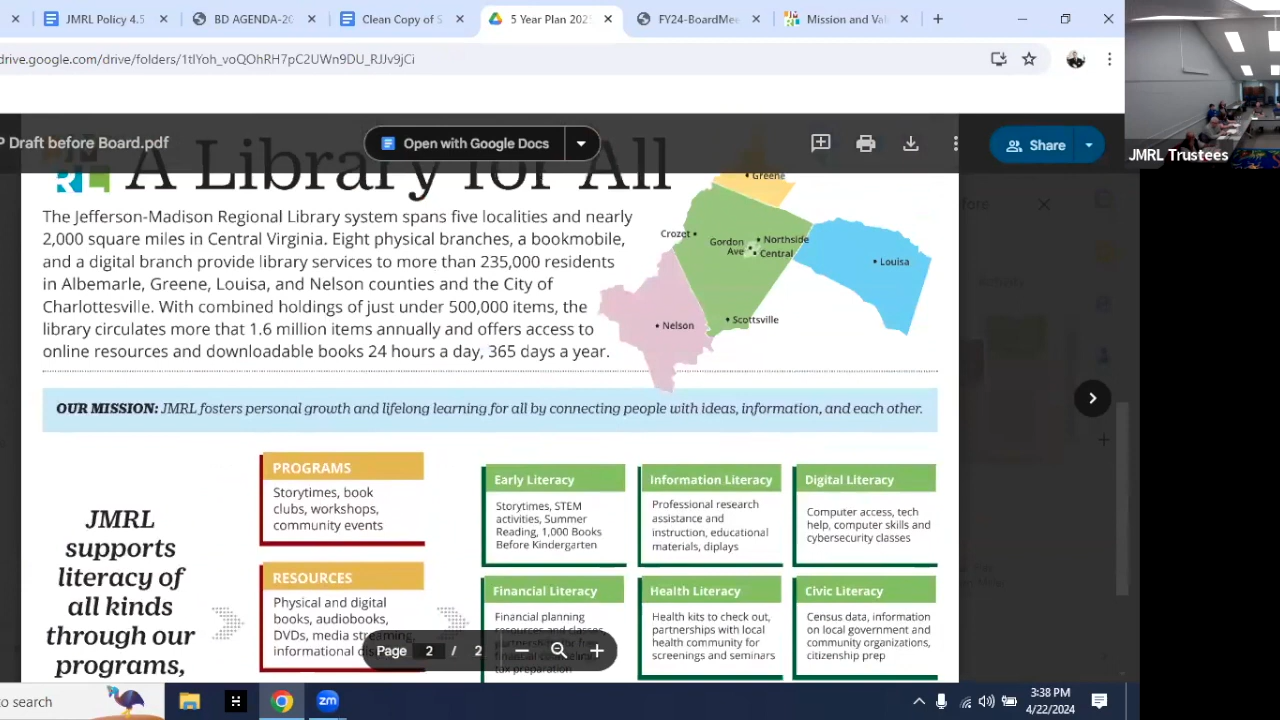 JMRL Policy 4.5
BD AGENDA-20
Clean Copy of S
5 Year Plan 2025
FY24-BoardMee
Mission and Val
drive.google.com/drive/folders/1tlYoh_voQOhRH7pC2UWn9DU_RJJv9jCi
P Draft before Board.pdf
Open with Google Docs
Share
JMRL Trustees
A Library for All
The Jefferson-Madison Regional Library system spans five localities and nearly
2,000 square miles in Central Virginia. Eight physical branches, a bookmobile,
and a digital branch provide library services to more than 235,000 residents
in Albemarle, Greene, Louisa, and Nelson counties and the City of
Charlottesville. With combined holdings of just under 500,000 items, the
library circulates more that 1.6 million items annually and offers access to
online resources and downloadable books 24 hours a day, 365 days a year.
Greene
Crozet
Gordon
Ave
Northside
Central
Louisa
Scottsville
Nelson
OUR MISSION: JMRL fosters personal growth and lifelong learning for all by connecting people with ideas, information, and each other.
JMRL
supports
literacy of
all kinds
through our
programs,
PROGRAMS
Storytimes, book
clubs, workshops,
community events
RESOURCES
Physical and digital
books, audiobooks,
DVDs, media streaming,
informational di
Early Literacy
Storytimes, STEM
activities, Summer
Reading, 1,000 Books
Before Kindergarten
Information Literacy
Professional research
assistance and
instruction, educational
materials, diplays
Digital Literacy
Computer access, tech
help, computer skills and
cybersecurity classes
Financial Literacy
Financial planning
resources and classes,
tax preparation
Health Literacy
Health kits to check out,
partnerships with local
health community for
screenings and seminars
Civic Literacy
Census data, information
on local government and
community organizations,
citizenship prep
Page 2 / 2
o search
zm
3:38 PM
4/22/2024